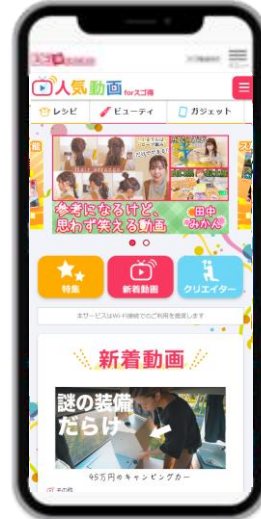 人気動画 forスゴ得
レシピ
ビューティ
ガジェット
参考になるけど、
思わず笑える動画
田中
みかん
特集
新着動画
クリエイター
本サービスはWi-Fi接続でのご利用を推奨します
新着動画
謎の装備
だらけ
45万円のキャンピングカー
その他